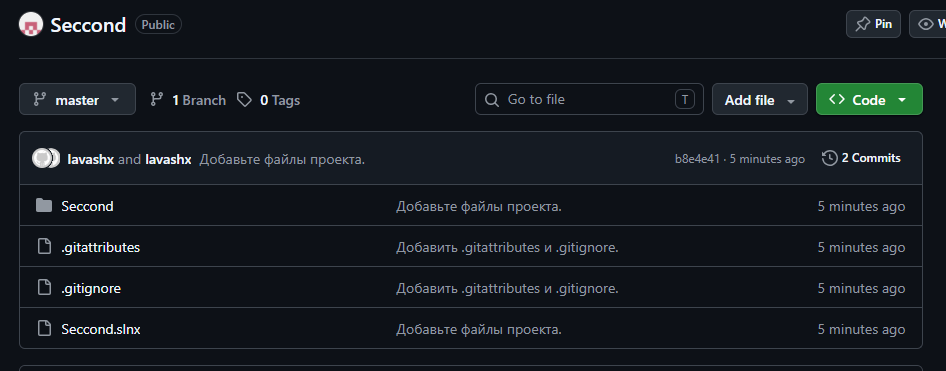 Seccond Public Pin W
master 1 Branch 0 Tags Go to file T Add file Code
lavashx and lavashx Добавьте файлы проекта. b8e4e41 · 5 minutes ago 2 Commits
Seccond Добавьте файлы проекта. 5 minutes ago
.gitattributes Добавить .gitattributes и .gitignore. 5 minutes ago
.gitignore Добавить .gitattributes и .gitignore. 5 minutes ago
Seccond.slnx Добавьте файлы проекта. 5 minutes ago